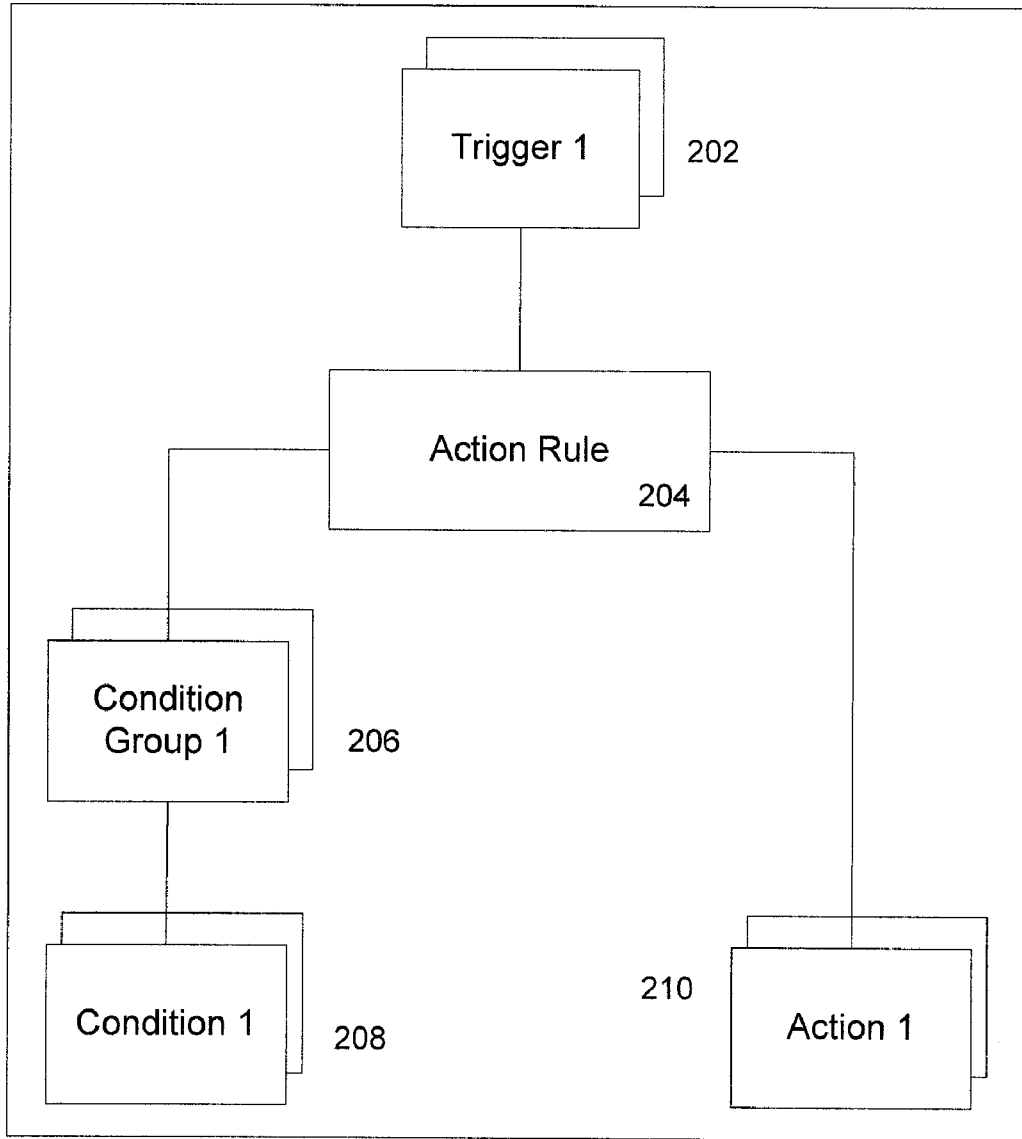 Trigger 1
202
Action Rule
204
Condition
Group 1
206
Condition 1
208
210
Action 1